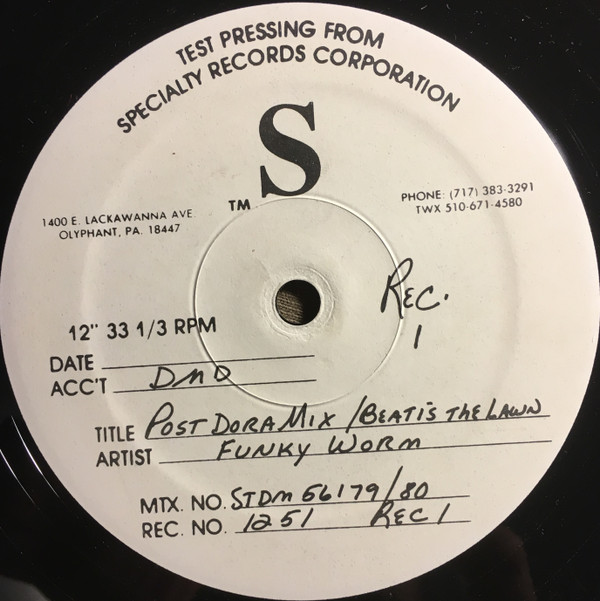 TEST PRESSING FROM
SPECIALTY RECORDS CORPORATION
S
TM
1400 E. LACKAWANNA AVE
OLYPHANT, PA. 18447
PHONE: (717) 383-3291
TWX 510-671-4580
REC.
1
12" 33 1/3 RPM
DATE
ACC'T DMD
TITLE POST DORA MIX / BEAT IS THE LAWN
ARTIST FUNKY WORM
MTX. NO. STDM 56179/80
REC. NO. 1251 REC 1